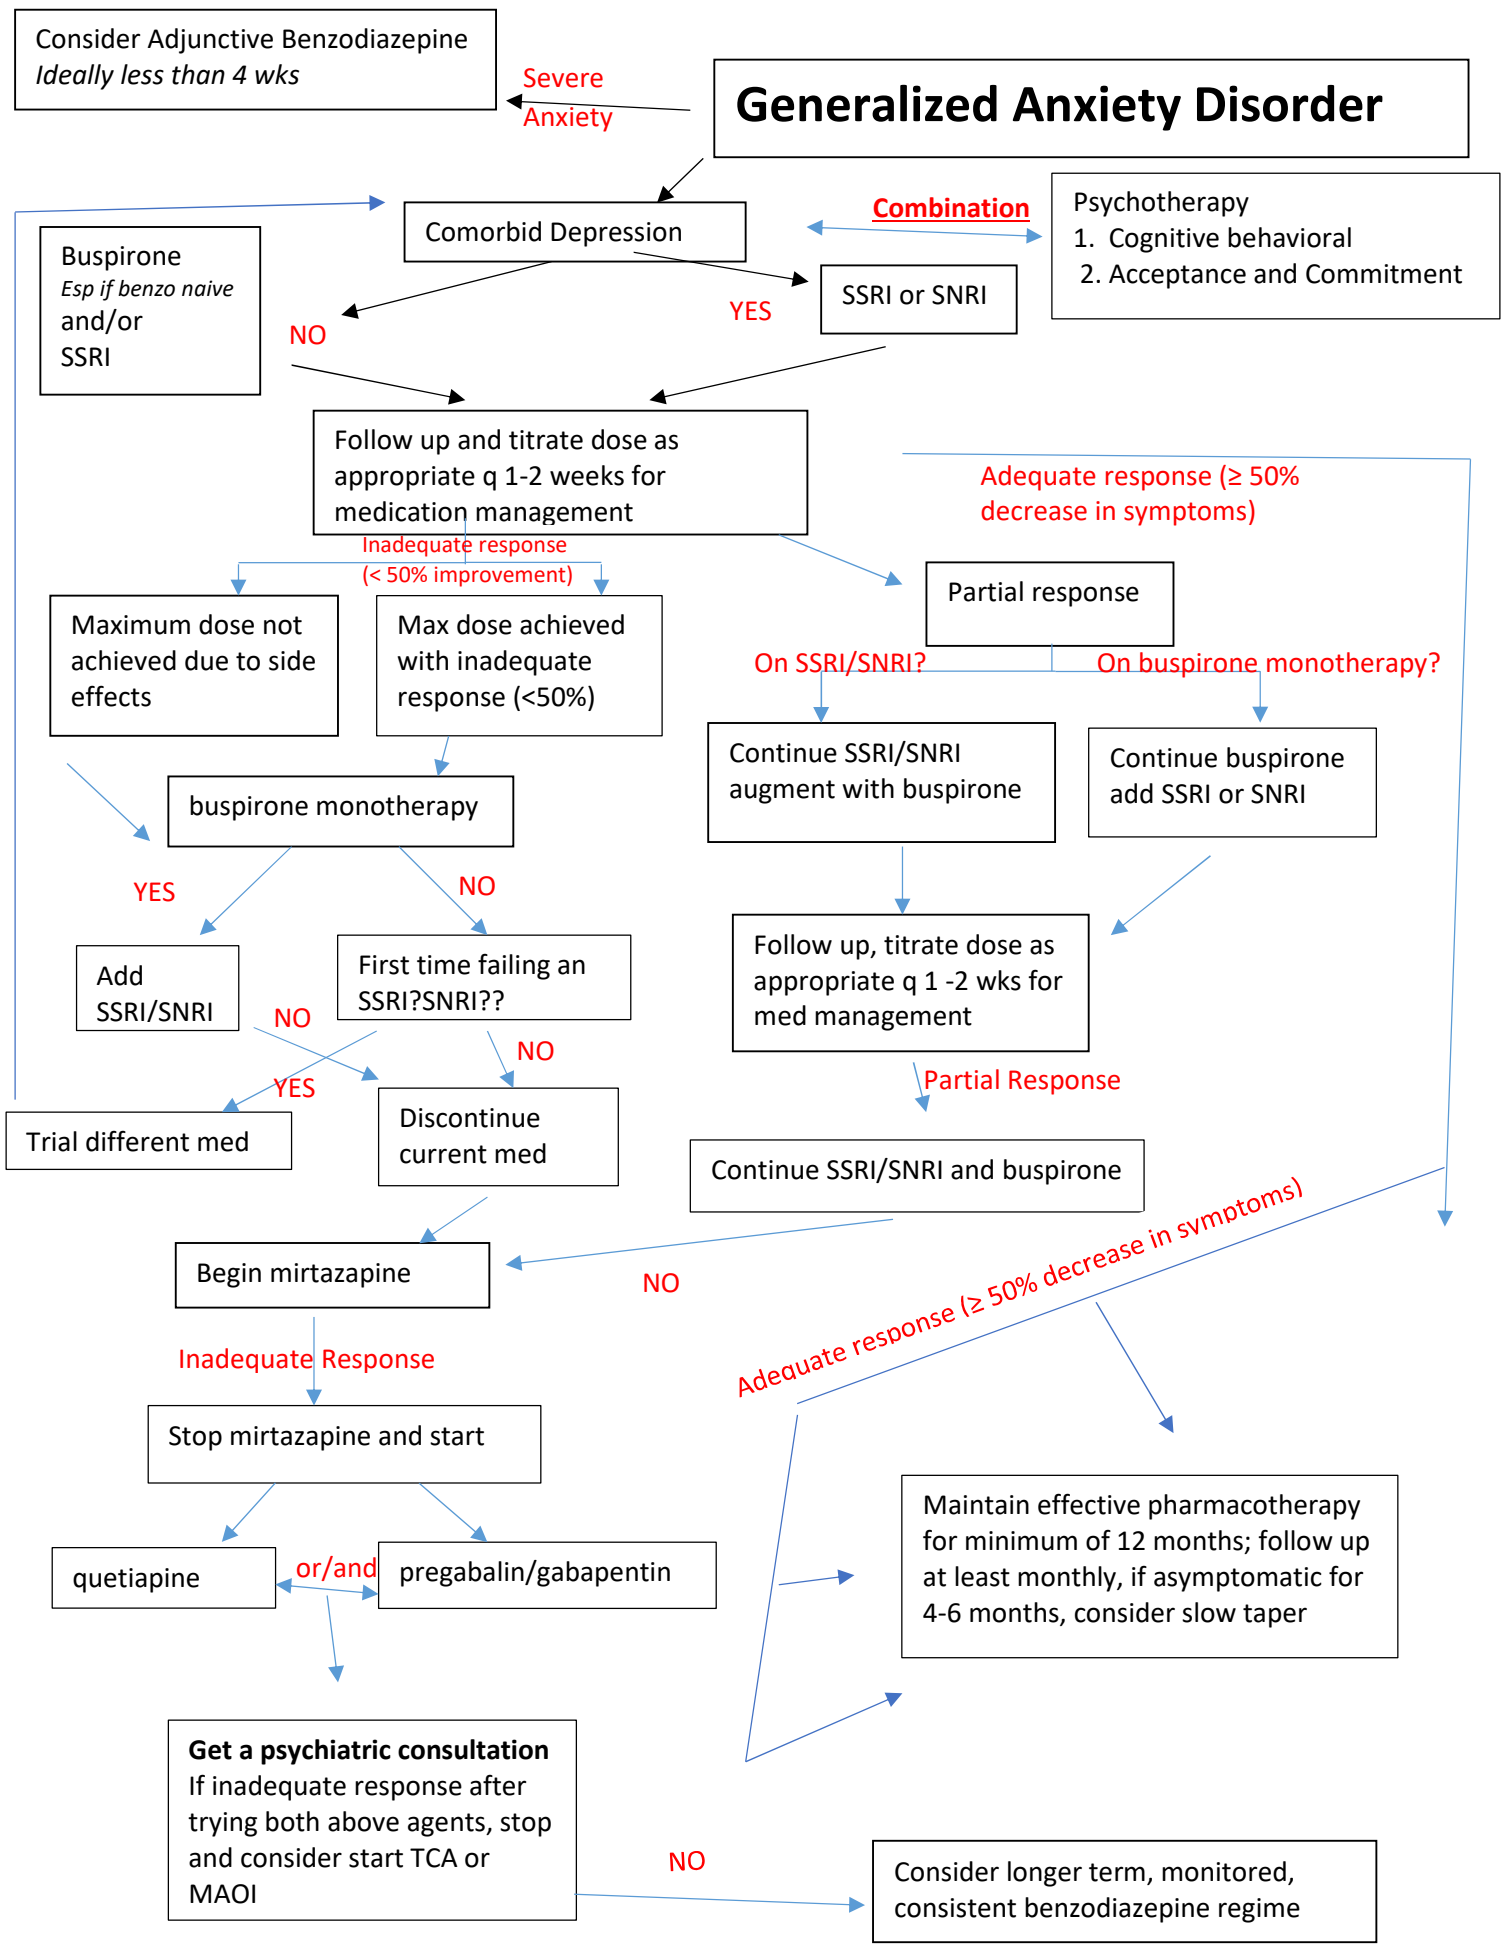 Consider Adjunctive Benzodiazepine
Ideally less than 4 wks
Severe
Anxiety
Generalized Anxiety Disorder
Combination
Psychotherapy
1. Cognitive behavioral
2. Acceptance and Commitment
Comorbid Depression
Buspirone
Esp if benzo naive
and/or
SSRI
NO
YES
SSRI or SNRI
Follow up and titrate dose as
appropriate q 1-2 weeks for
medication management
Adequate response (≥ 50%
decrease in symptoms)
Inadequate response
(< 50% improvement)
Partial response
Maximum dose not
achieved due to side
effects
Max dose achieved
with inadequate
response (<50%)
On SSRI/SNRI?
On buspirone monotherapy?
Continue SSRI/SNRI
augment with buspirone
Continue buspirone
add SSRI or SNRI
buspirone monotherapy
YES
NO
Add
SSRI/SNRI
First time failing an
SSRI?SNRI??
Follow up, titrate dose as
appropriate q 1 -2 wks for
med management
NO
NO
YES
Partial Response
Trial different med
Discontinue
current med
Continue SSRI/SNRI and buspirone
Begin mirtazapine
NO
Adequate response (≥ 50% decrease in symptoms)
Inadequate Response
Stop mirtazapine and start
quetiapine
or/and
pregabalin/gabapentin
Maintain effective pharmacotherapy
for minimum of 12 months; follow up
at least monthly, if asymptomatic for
4-6 months, consider slow taper
Get a psychiatric consultation
If inadequate response after
trying both above agents, stop
and consider start TCA or
MAOI
NO
Consider longer term, monitored,
consistent benzodiazepine regime